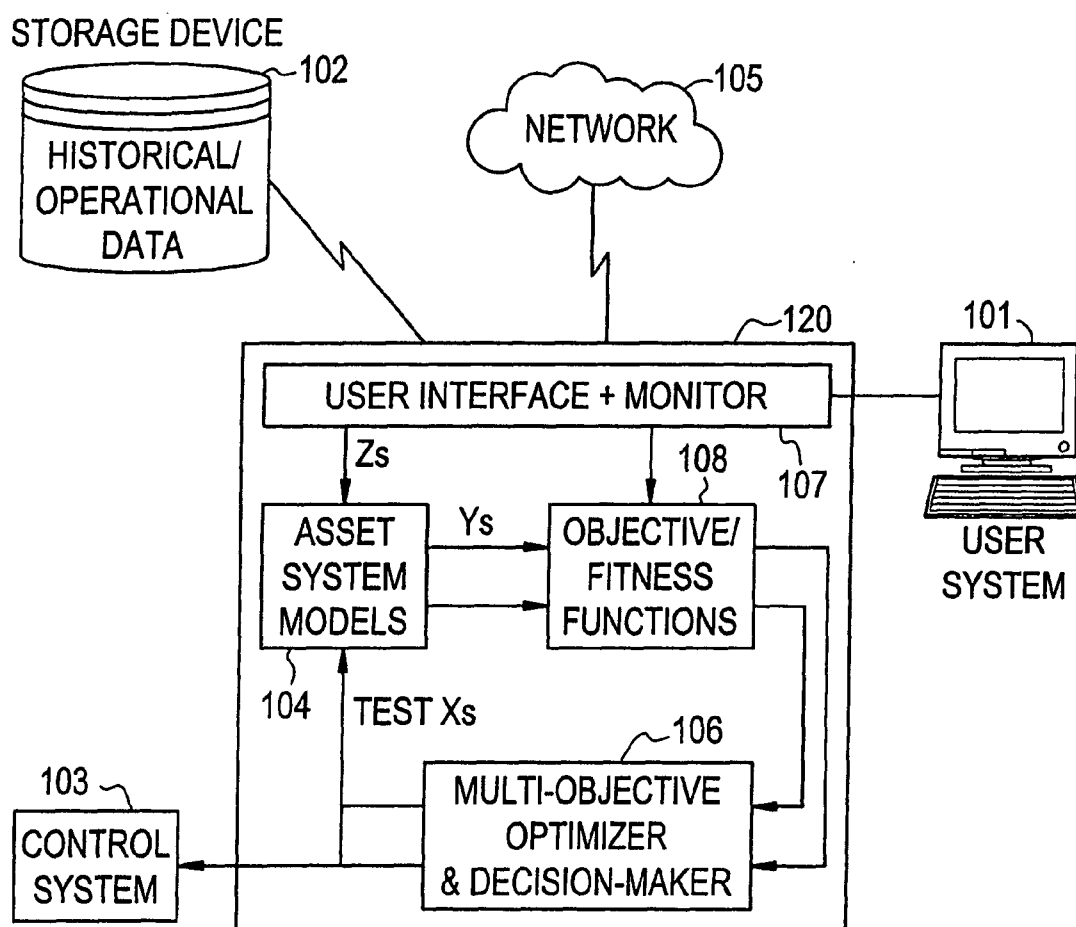 STORAGE DEVICE
102
HISTORICAL/
OPERATIONAL
DATA
105
NETWORK
120
101
USER INTERFACE + MONITOR
107
USER
SYSTEM
Zs
108
ASSET
SYSTEM
MODELS
104
Ys
OBJECTIVE/
FITNESS
FUNCTIONS
TEST Xs
106
MULTI-OBJECTIVE
OPTIMIZER
& DECISION-MAKER
103
CONTROL
SYSTEM